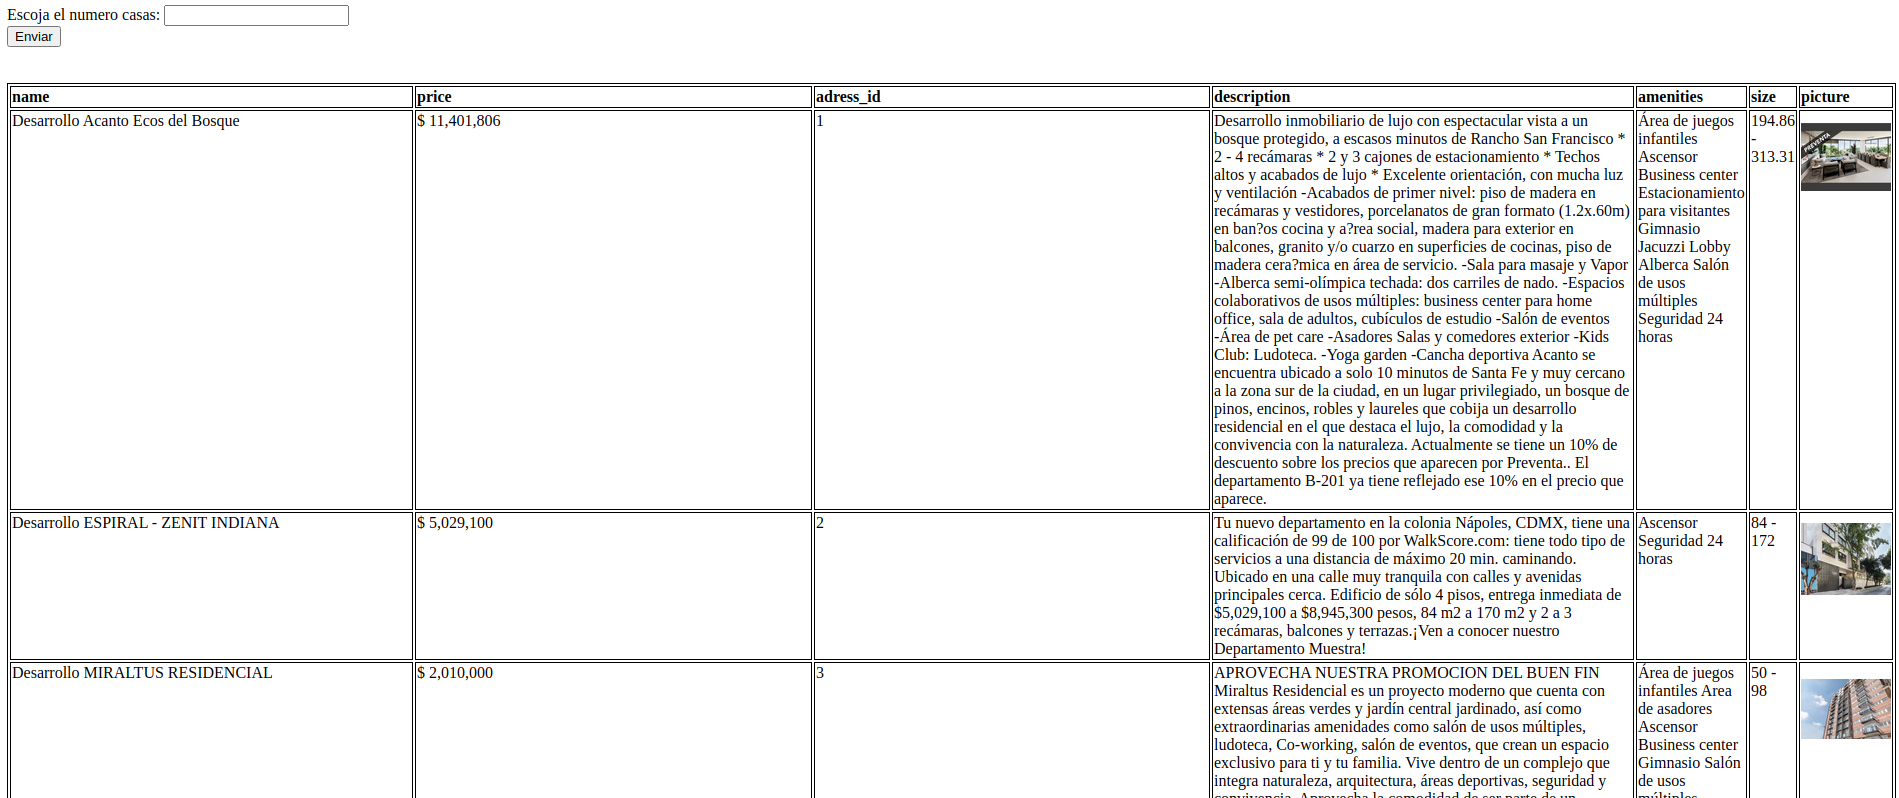 Escoja el numero casas:
Enviar
name price adress_id description amenities size picture
Desarrollo Acanto Ecos del Bosque
$ 11,401,806
1
Desarrollo inmobiliario de lujo con espectacular vista a un
bosque protegido, a escasos minutos de Rancho San Francisco *
2 - 4 recámaras * 2 y 3 cajones de estacionamiento * Techos
altos y acabados de lujo * Excelente orientación, con mucha luz
y ventilación -Acabados de primer nivel: piso de madera en
recámaras y vestidores, porcelanatos de gran formato (1.2x.60m)
en ban?os cocina y a?rea social, madera para exterior en
balcones, granito y/o cuarzo en superficies de cocinas, piso de
madera cera?mica en área de servicio. -Sala para masaje y Vapor
-Alberca semi-olímpica techada: dos carriles de nado. -Espacios
colaborativos de usos múltiples: business center para home
office, sala de adultos, cubículos de estudio -Salón de eventos
-Área de pet care -Asadores Salas y comedores exterior -Kids
Club: Ludoteca. -Yoga garden -Cancha deportiva Acanto se
encuentra ubicado a solo 10 minutos de Santa Fe y muy cercano
a la zona sur de la ciudad, en un lugar privilegiado, un bosque de
pinos, encinos, robles y laureles que cobija un desarrollo
residencial en el que destaca el lujo, la comodidad y la
convivencia con la naturaleza. Actualmente se tiene un 10% de
descuento sobre los precios que aparecen por Preventa.. El
departamento B-201 ya tiene reflejado ese 10% en el precio que
aparece.
Área de juegos
infantiles
Ascensor
Business center
Estacionamiento
para visitantes
Gimnasio
Jacuzzi Lobby
Alberca Salón
de usos
múltiples
Seguridad 24
horas
194.86
-
313.31
PREVENTA
Desarrollo ESPIRAL - ZENIT INDIANA
$ 5,029,100
2
Tu nuevo departamento en la colonia Nápoles, CDMX, tiene una
calificación de 99 de 100 por WalkScore.com: tiene todo tipo de
servicios a una distancia de máximo 20 min. caminando.
Ubicado en una calle muy tranquila con calles y avenidas
principales cerca. Edificio de sólo 4 pisos, entrega inmediata de
$5,029,100 a $8,945,300 pesos, 84 m2 a 170 m2 y 2 a 3
recámaras, balcones y terrazas.¡Ven a conocer nuestro
Departamento Muestra!
Ascensor
Seguridad 24
horas
84 -
172
Desarrollo MIRALTUS RESIDENCIAL
$ 2,010,000
3
APROVECHA NUESTRA PROMOCION DEL BUEN FIN
Miraltus Residencial es un proyecto moderno que cuenta con
extensas áreas verdes y jardín central jardinado, así como
extraordinarias amenidades como salón de usos múltiples,
ludoteca, Co-working, salón de eventos, que crean un espacio
exclusivo para ti y tu familia. Vive dentro de un complejo que
integra naturaleza, arquitectura, áreas deportivas, seguridad y
convivencia. Aprovecha la comodidad de ser parte de un
Área de juegos
infantiles Area
de asadores
Ascensor
Business center
Gimnasio Salón
de usos
múltiples
50 -
98